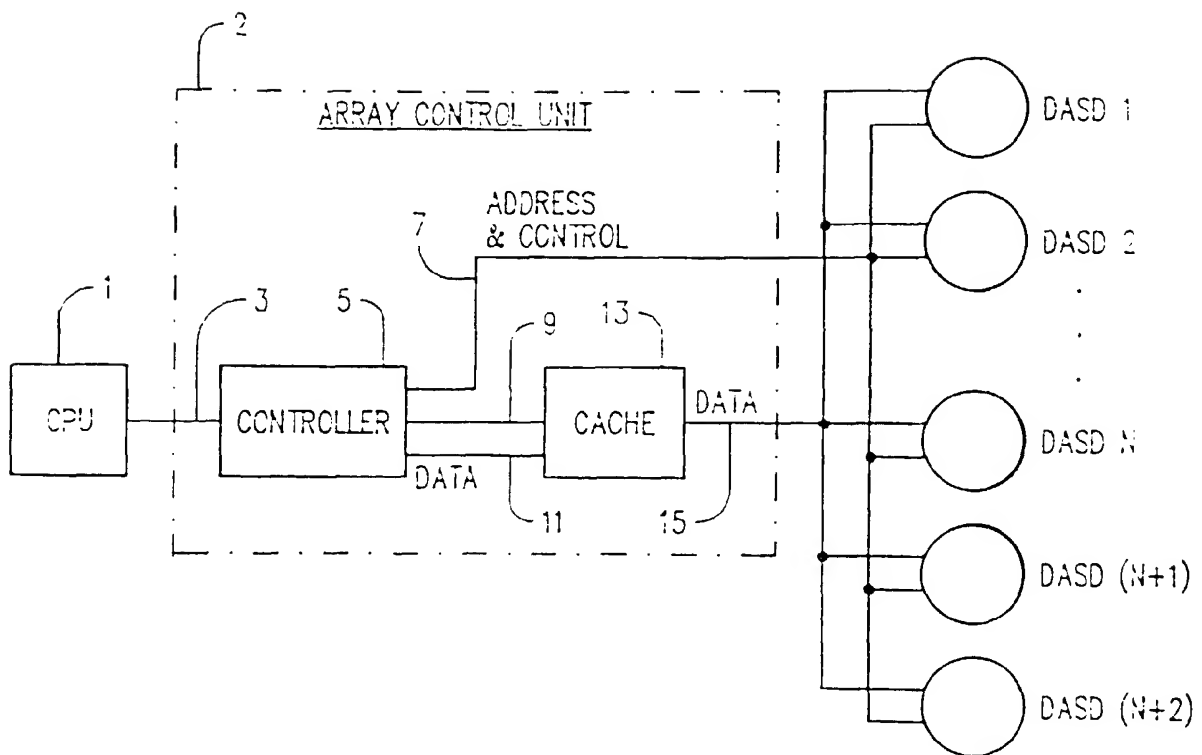 2
ARRAY CONTROL UNIT
DASD 1
ADDRESS
& CONTROL
7
DASD 2
1
3
5
9
13
CPU
CONTROLLER
CACHE
DATA
DASD N
DATA
11
15
DASD (N+1)
DASD (N+2)